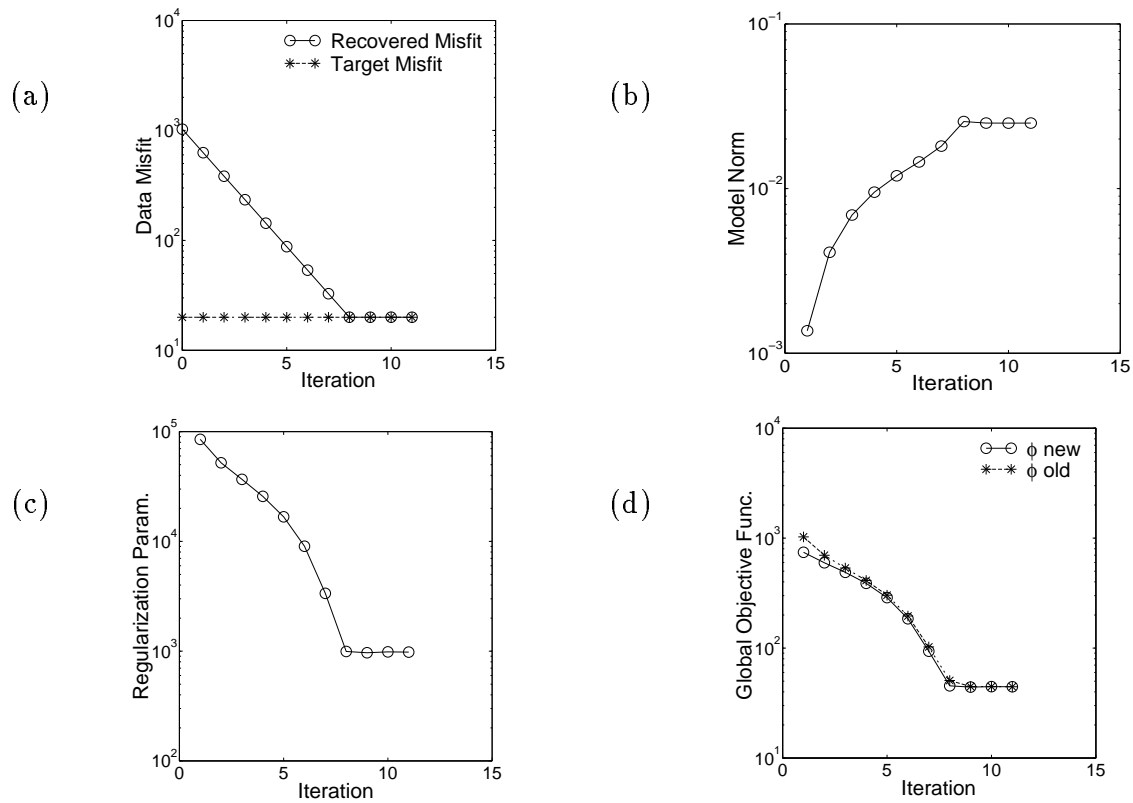 (a)
10^4
10^3
10^2
10^1
Data Misfit
Recovered Misfit
Target Misfit
0 5 10 15
Iteration
(b)
10^-1
10^-2
10^-3
Model Norm
0 5 10 15
Iteration
(c)
10^5
10^4
10^3
10^2
Regularization Param.
0 5 10 15
Iteration
(d)
10^4
10^3
10^2
10^1
Global Objective Func.
ϕ new
ϕ old
0 5 10 15
Iteration